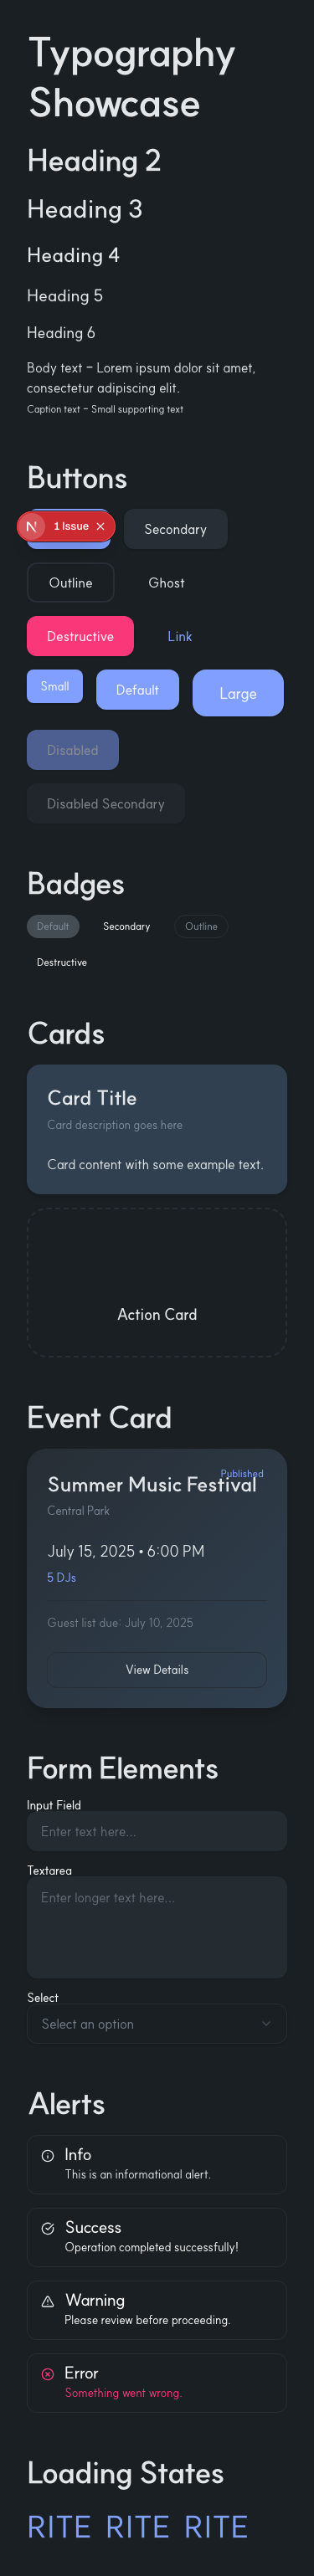 Typography
Showcase
Heading 2
Heading 3
Heading 4
Heading 5
Heading 6
Body text – Lorem ipsum dolor sit amet,
consectetur adipiscing elit.
Caption text – Small supporting text
Buttons
N 1 Issue
Secondary
Outline
Ghost
Destructive
Link
Small
Default
Large
Disabled
Disabled Secondary
Badges
Default
Secondary
Outline
Destructive
Cards
Card Title
Card description goes here
Card content with some example text.
Action Card
Event Card
Published
Summer Music Festival
Central Park
July 15, 2025 • 6:00 PM
5 DJs
Guest list due: July 10, 2025
View Details
Form Elements
Input Field
Enter text here...
Textarea
Enter longer text here...
Select
Select an option
Alerts
Info
This is an informational alert.
Success
Operation completed successfully!
Warning
Please review before proceeding.
Error
Something went wrong.
Loading States
RITE RITE RITE